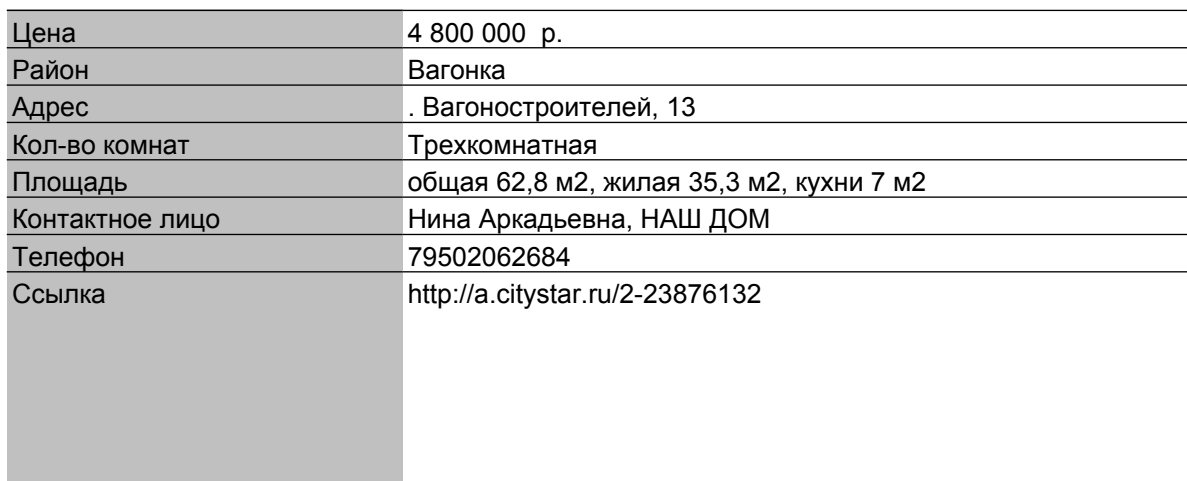 Цена 4 800 000 р.
Район Вагонка
Адрес . Вагоностроителей, 13
Кол-во комнат Трехкомнатная
Площадь общая 62,8 м2, жилая 35,3 м2, кухни 7 м2
Контактное лицо Нина Аркадьевна, НАШ ДОМ
Телефон 79502062684
Ссылка http://a.citystar.ru/2-23876132